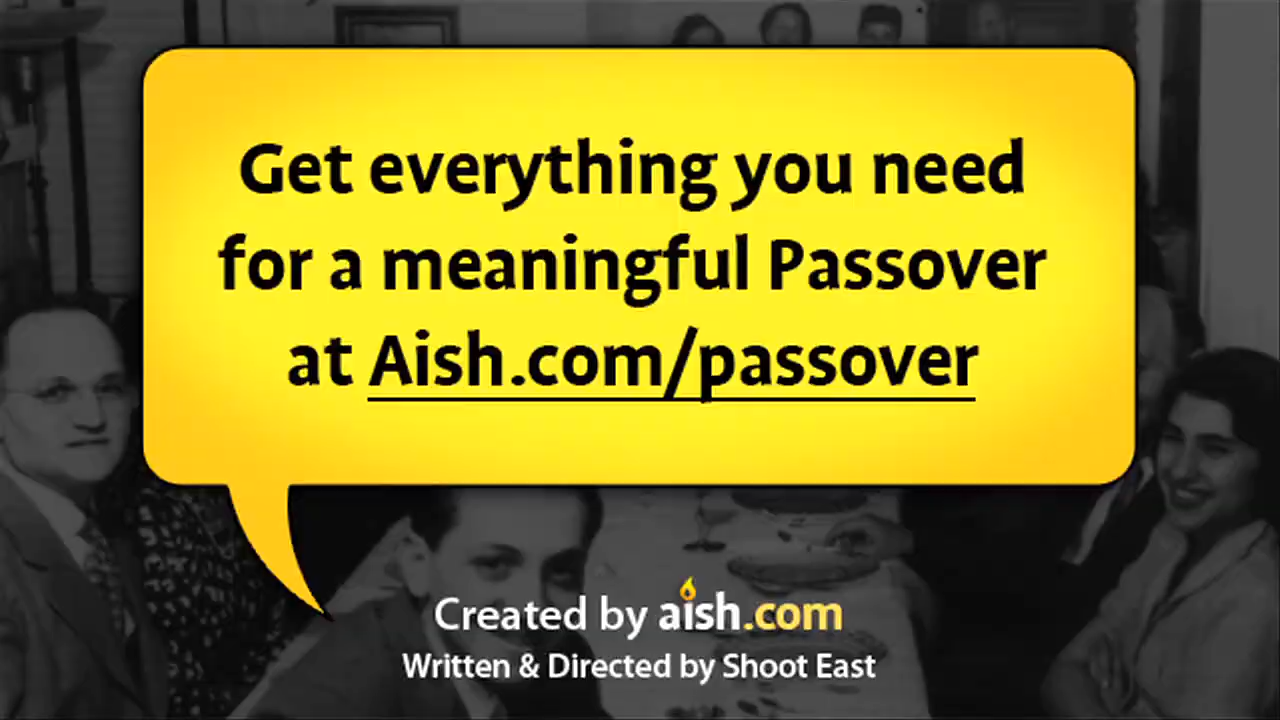 Get everything you need
for a meaningful Passover
at Aish.com/passover
Created by aish.com
Written & Directed by Shoot East